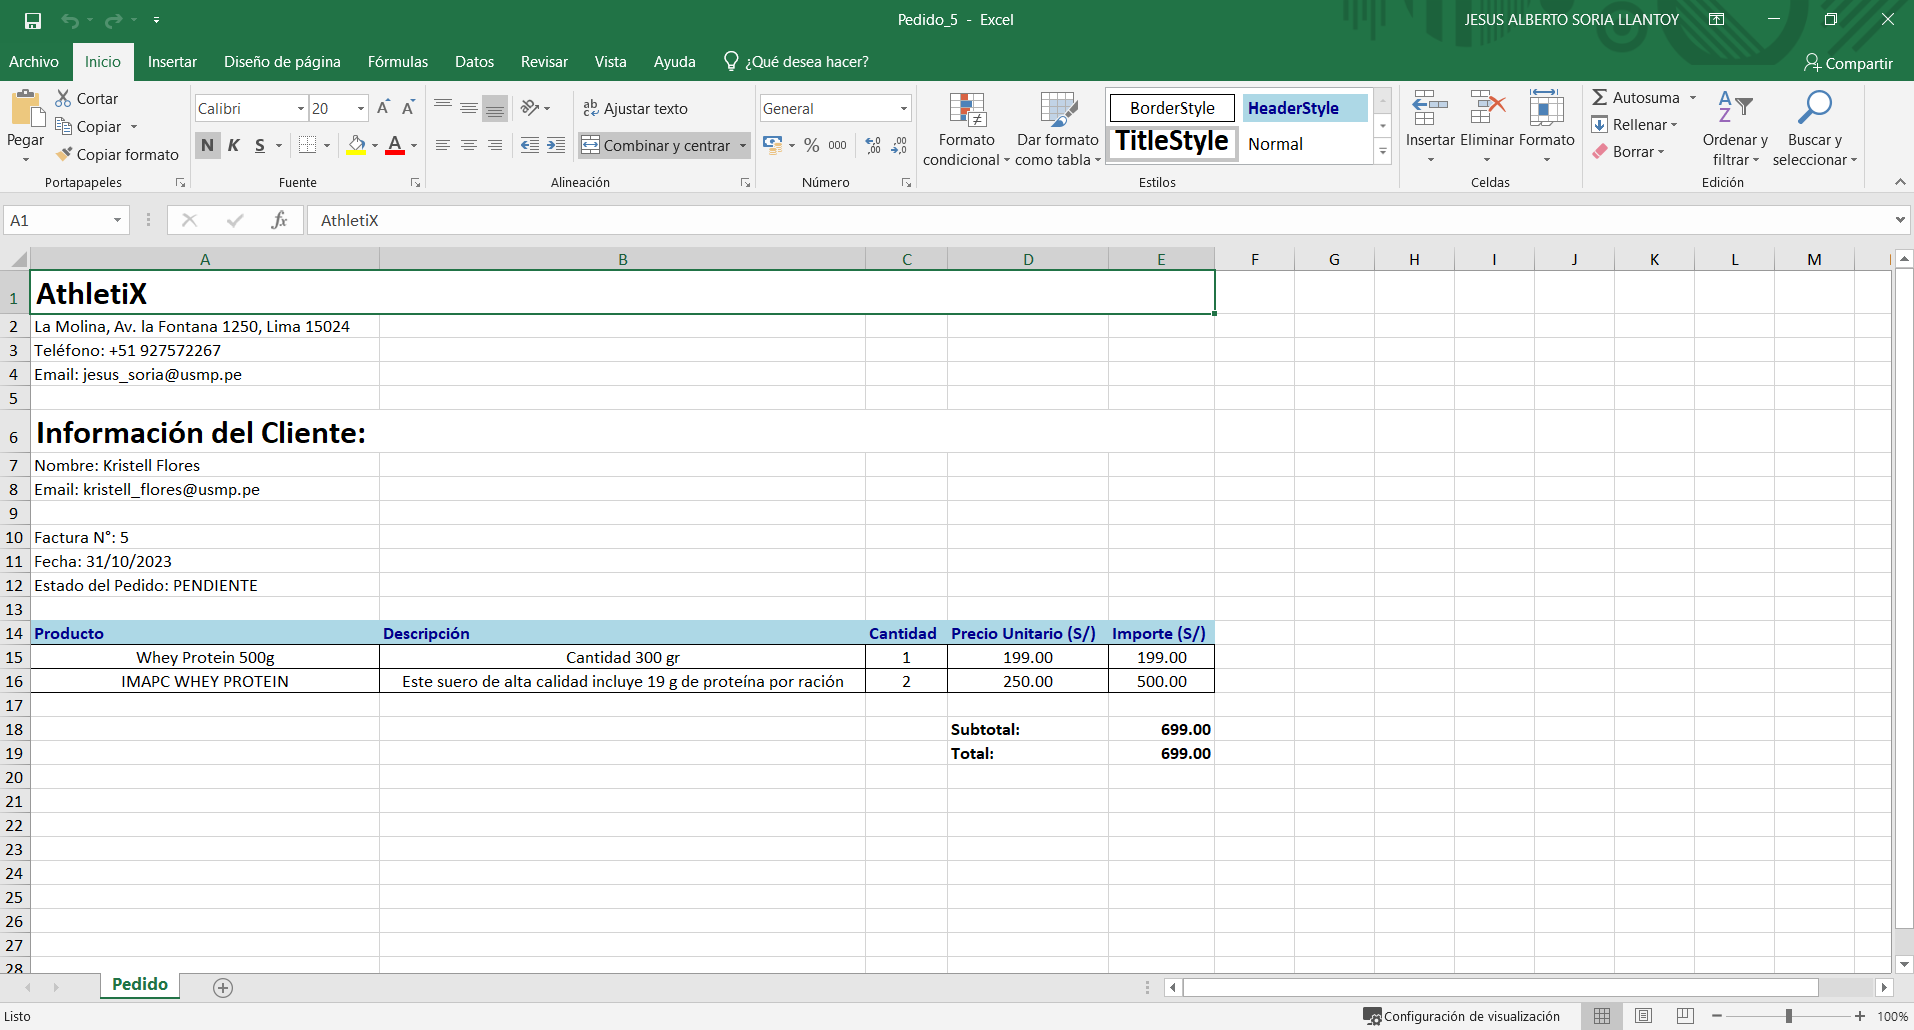 Pedido_5 - Excel
JESUS ALBERTO SORIA LLANTOY
Archivo Inicio Insertar Diseño de página Fórmulas Datos Revisar Vista Ayuda ¿Qué desea hacer? Compartir
Pegar
Cortar
Copiar
Copiar formato
Portapapeles
Calibri 20 A A
N K S A
Fuente
ab Ajustar texto
Combinar y centrar
Alineación
General
% 000
Número
Formato condicional
Dar formato como tabla
BorderStyle HeaderStyle
TitleStyle Normal
Estilos
Insertar Eliminar Formato
Celdas
Autosuma
Rellenar
Borrar
Ordenar y filtrar
Buscar y seleccionar
Edición
A1 fx AthletiX
A B C D E F G H I J K L M
1 AthletiX
2 La Molina, Av. la Fontana 1250, Lima 15024
3 Teléfono: +51 927572267
4 Email: jesus_soria@usmp.pe
5
6 Información del Cliente:
7 Nombre: Kristell Flores
8 Email: kristell_flores@usmp.pe
9
10 Factura N°: 5
11 Fecha: 31/10/2023
12 Estado del Pedido: PENDIENTE
13
14 Producto Descripción Cantidad Precio Unitario (S/) Importe (S/)
15 Whey Protein 500g Cantidad 300 gr 1 199.00 199.00
16 IMAPC WHEY PROTEIN Este suero de alta calidad incluye 19 g de proteína por ración 2 250.00 500.00
17
18 Subtotal: 699.00
19 Total: 699.00
20
21
22
23
24
25
26
27
28
Pedido
Listo
Configuración de visualización
100%